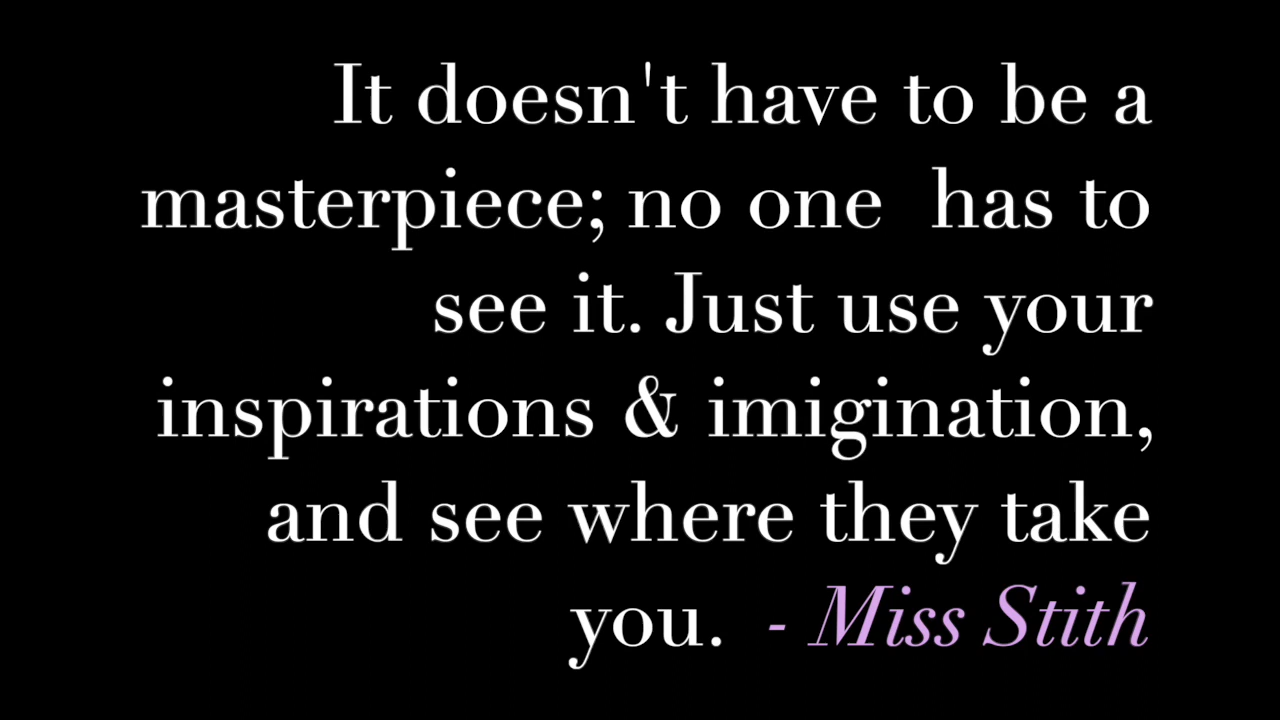 It doesn't have to be a
masterpiece; no one  has to
see it. Just use your
inspirations & imigination,
and see where they take
you.  - Miss Stith